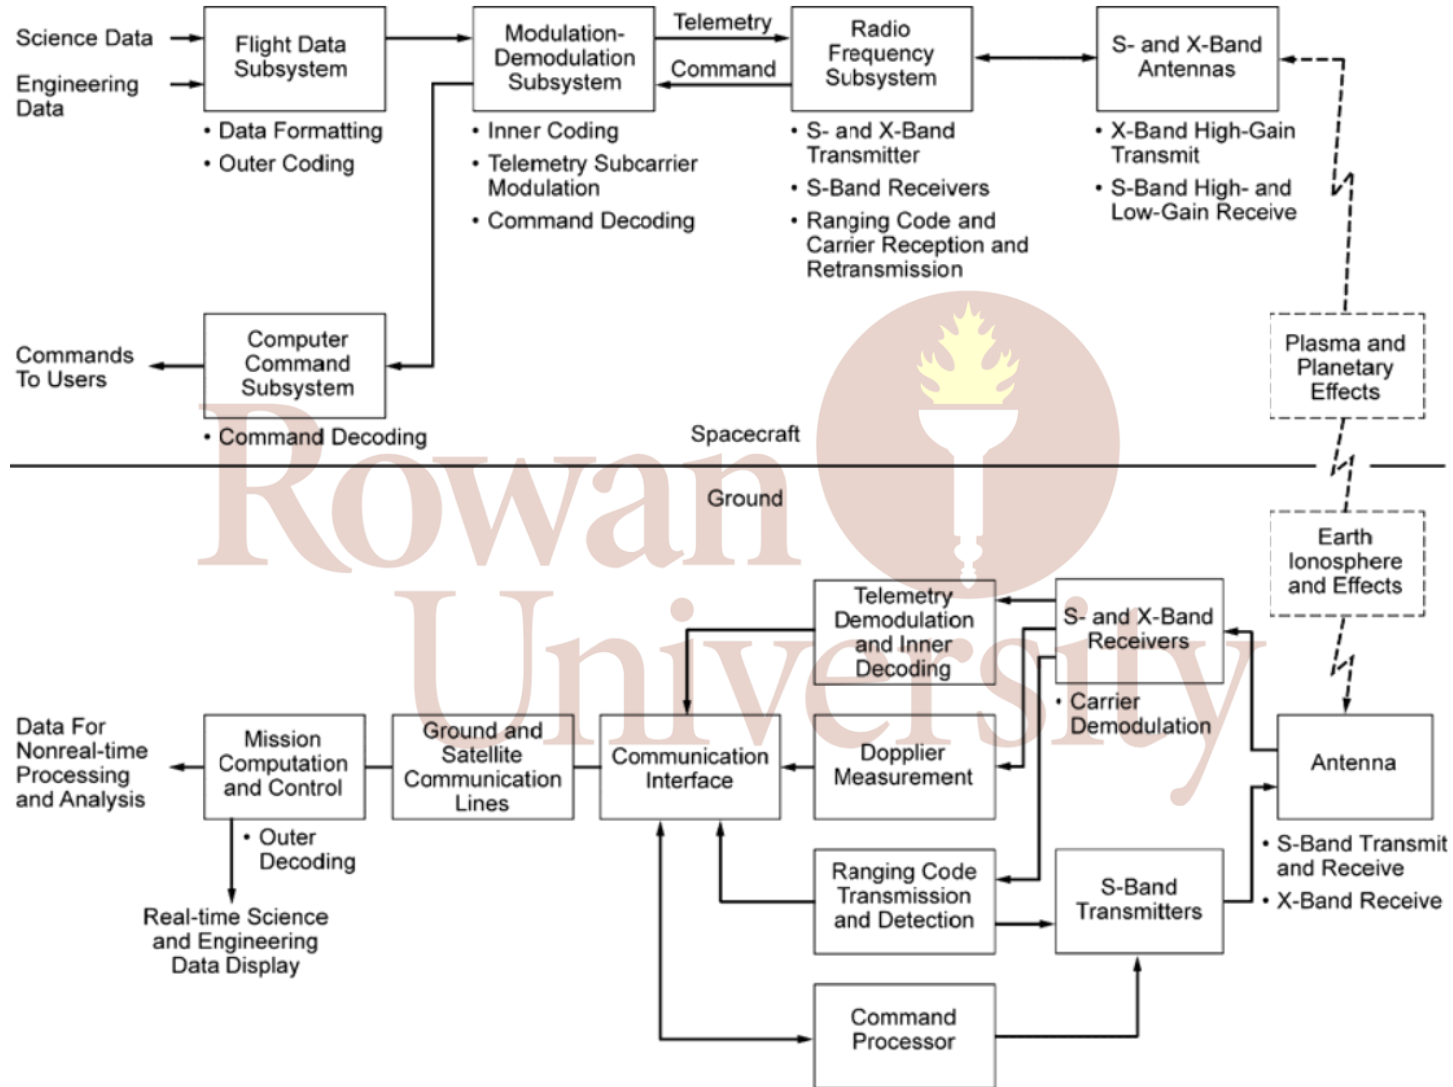 Science Data
Engineering
Data
Flight Data
Subsystem
• Data Formatting
• Outer Coding
Modulation-
Demodulation
Subsystem
• Inner Coding
• Telemetry Subcarrier
Modulation
• Command Decoding
Telemetry
Command
Radio
Frequency
Subsystem
• S- and X-Band
Transmitter
• S-Band Receivers
• Ranging Code and
Carrier Reception and
Retransmission
S- and X-Band
Antennas
• X-Band High-Gain
Transmit
• S-Band High- and
Low-Gain Receive
Commands
To Users
Computer
Command
Subsystem
• Command Decoding
Plasma and
Planetary
Effects
Spacecraft
Ground
Rowan
University
Earth
Ionosphere
and Effects
Telemetry
Demodulation
and Inner
Decoding
S- and X-Band
Receivers
• Carrier
Demodulation
Data For
Nonreal-time
Processing
and Analysis
Mission
Computation
and Control
• Outer
Decoding
Ground and
Satellite
Communication
Lines
Communication
Interface
Dopplier
Measurement
Antenna
• S-Band Transmit
and Receive
• X-Band Receive
Real-time Science
and Engineering
Data Display
Ranging Code
Transmission
and Detection
S-Band
Transmitters
Command
Processor